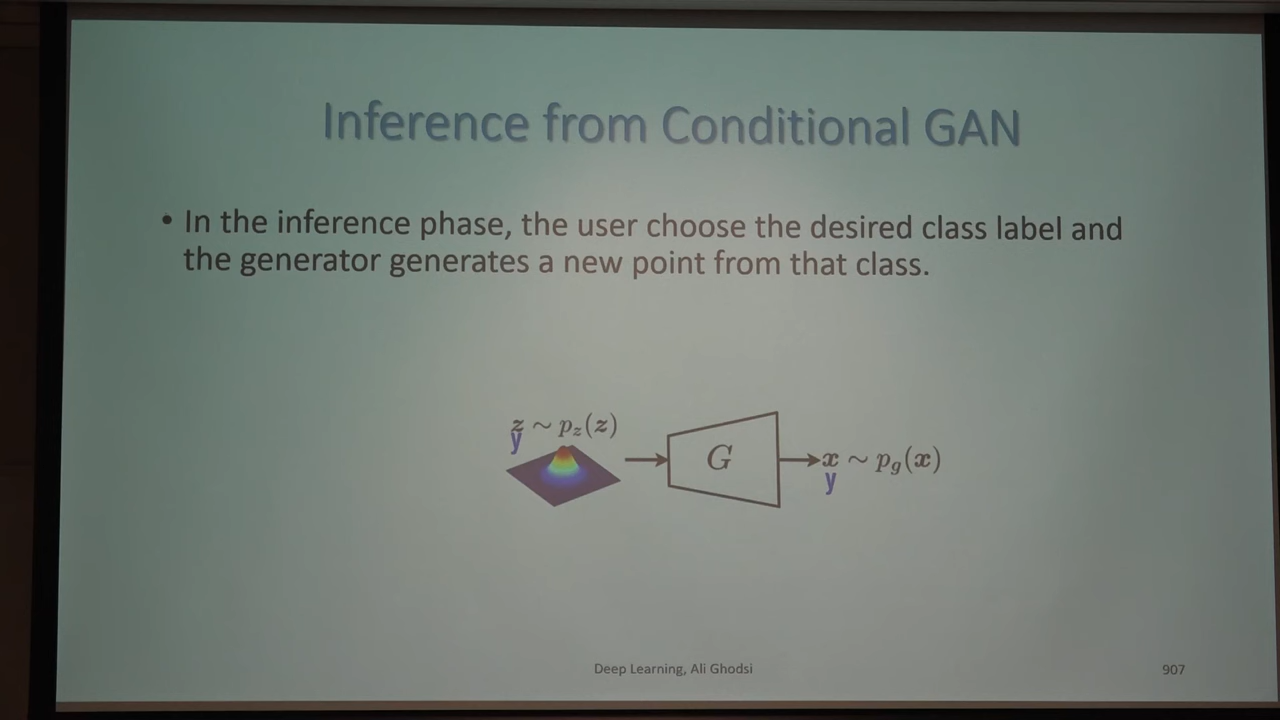 Inference from Conditional GAN
• In the inference phase, the user choose the desired class label and
the generator generates a new point from that class.
z ∼ p_z(z)
y
G
x ∼ p_g(x)
y
Deep Learning, Ali Ghodsi
907